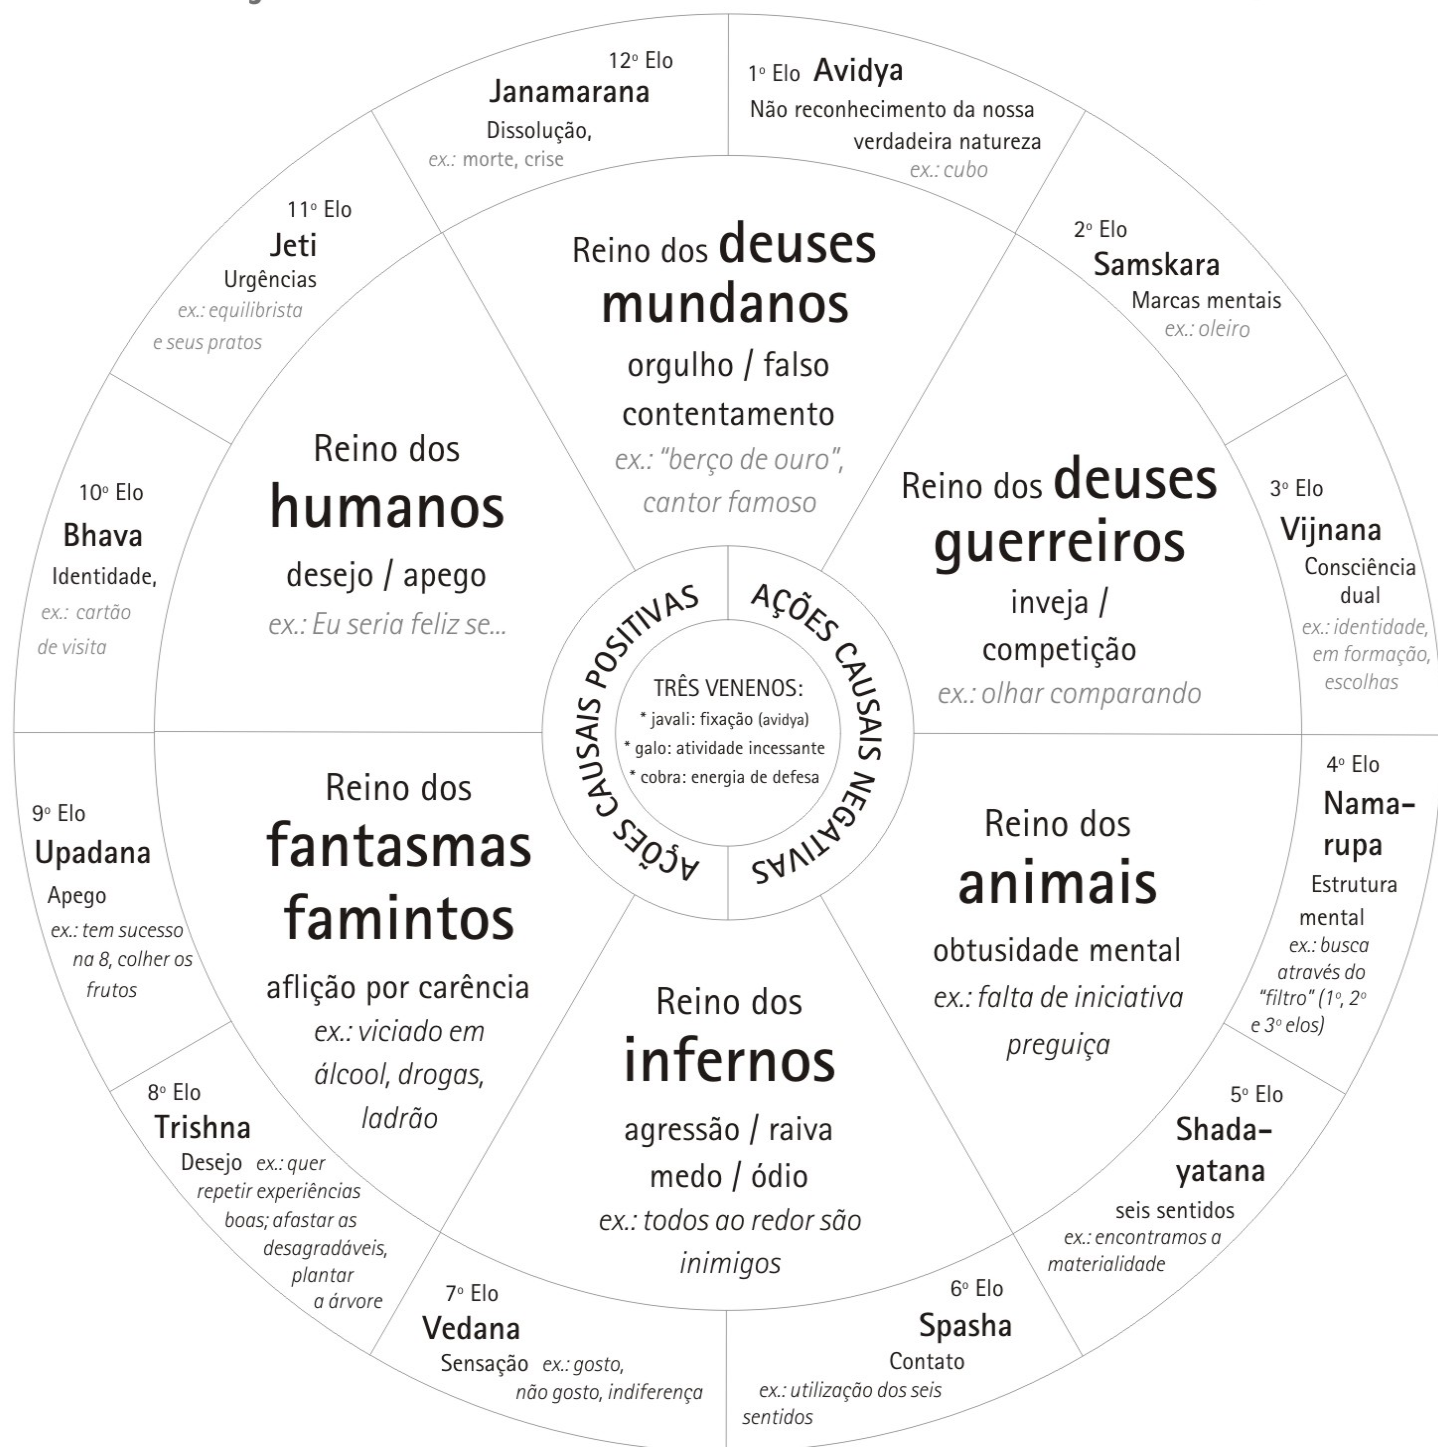 12º Elo
Janamarana
Dissolução,
ex.: morte, crise
1º Elo Avidya
Não reconhecimento da nossa
verdadeira natureza
ex.: cubo
2º Elo
Samskara
Marcas mentais
ex.: oleiro
3º Elo
Vijnana
Consciência
dual
ex.: identidade,
em formação,
escolhas
4º Elo
Nama-
rupa
Estrutura
mental
ex.: busca
através do
"filtro" (1º, 2º
e 3º elos)
5º Elo
Shada-
yatana
seis sentidos
ex.: encontramos a
materialidade
6º Elo
Spasha
Contato
ex.: utilização dos seis
sentidos
7º Elo
Vedana
Sensação ex.: gosto,
não gosto, indiferença
8º Elo
Trishna
Desejo ex.: quer
repetir experiências
boas; afastar as
desagradáveis,
plantar
a árvore
9º Elo
Upadana
Apego
ex.: tem sucesso
na 8, colher os
frutos
10º Elo
Bhava
Identidade,
ex.: cartão
de visita
11º Elo
Jeti
Urgências
ex.: equilibrista
e seus pratos
Reino dos deuses
mundanos
orgulho / falso
contentamento
ex.: "berço de ouro",
cantor famoso
Reino dos deuses
guerreiros
inveja /
competição
ex.: olhar comparando
Reino dos
animais
obtusidade mental
ex.: falta de iniciativa
preguiça
Reino dos
infernos
agressão / raiva
medo / ódio
ex.: todos ao redor são
inimigos
Reino dos
fantasmas
famintos
aflição por carência
ex.: viciado em
álcool, drogas,
ladrão
Reino dos
humanos
desejo / apego
ex.: Eu seria feliz se...
AÇÕES CAUSAIS POSITIVAS
AÇÕES CAUSAIS NEGATIVAS
TRÊS VENENOS:
* javali: fixação (avidya)
* galo: atividade incessante
* cobra: energia de defesa